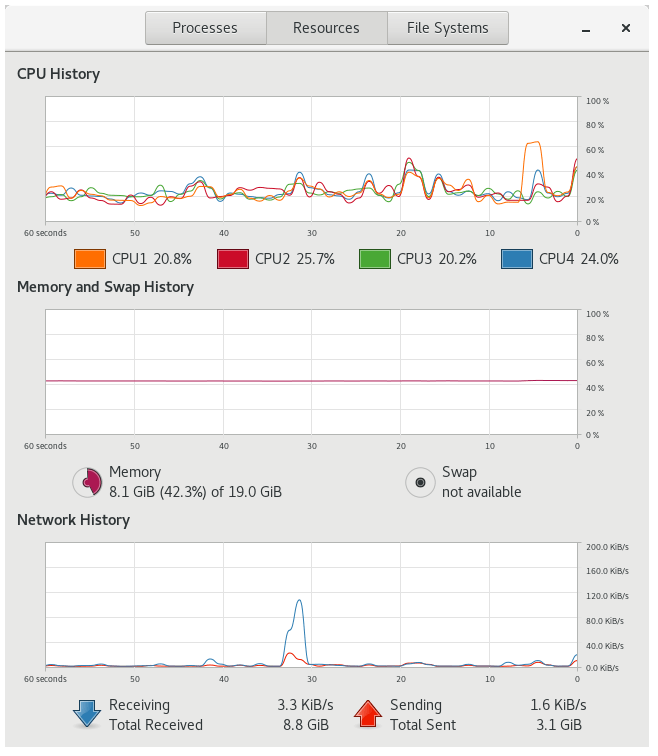 Processes Resources File Systems
CPU History
100 %
80 %
60 %
40 %
20 %
0 %
60 seconds 50 40 30 20 10 0
CPU1 20.8% CPU2 25.7% CPU3 20.2% CPU4 24.0%
Memory and Swap History
100 %
80 %
60 %
40 %
20 %
0 %
60 seconds 50 40 30 20 10 0
Memory Swap
8.1 GiB (42.3%) of 19.0 GiB not available
Network History
200.0 KiB/s
160.0 KiB/s
120.0 KiB/s
80.0 KiB/s
40.0 KiB/s
0.0 KiB/s
60 seconds 50 40 30 20 10 0
Receiving 3.3 KiB/s Sending 1.6 KiB/s
Total Received 8.8 GiB Total Sent 3.1 GiB